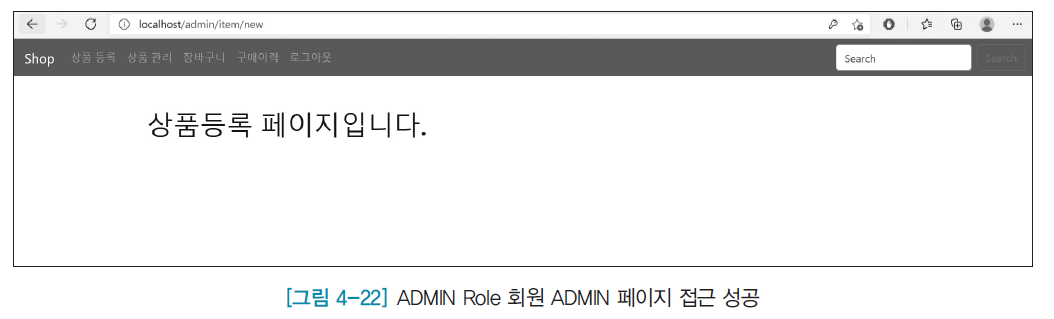 localhost/admin/item/new
Shop 상품 등록 상품 관리 장바구니 구매이력 로그아웃 Search Search
상품등록 페이지입니다.
[그림 4-22] ADMIN Role 회원 ADMIN 페이지 접근 성공